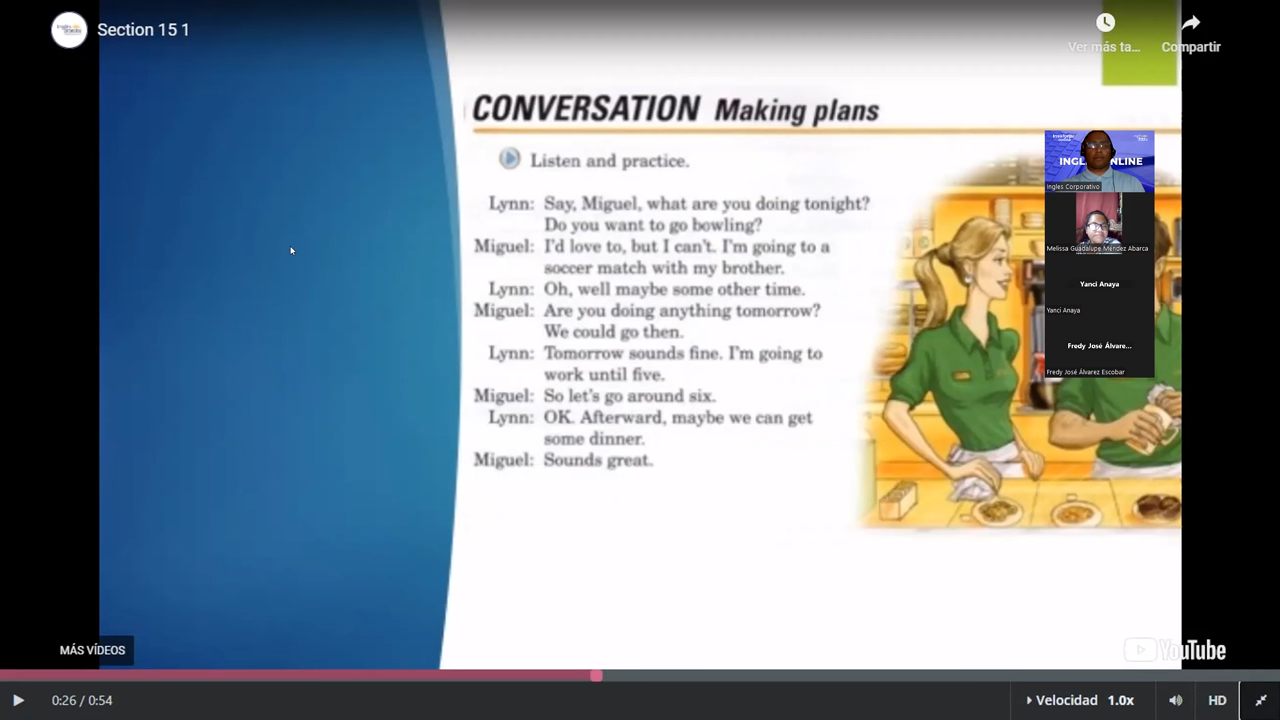 Section 15 1
Ver más ta...
Compartir
CONVERSATION Making plans
Listen and practice.
Lynn: Say, Miguel, what are you doing tonight?
Do you want to go bowling?
Miguel: I'd love to, but I can't. I'm going to a
soccer match with my brother.
Lynn: Oh, well maybe some other time.
Miguel: Are you doing anything tomorrow?
We could go then.
Lynn: Tomorrow sounds fine. I'm going to
work until five.
Miguel: So let's go around six.
Lynn: OK. Afterward, maybe we can get
some dinner.
Miguel: Sounds great.
Ingles Corporativo
Melissa Guadalupe Mendez Abarca
Yanci Anaya
Yanci Anaya
Fredy José Álvare...
Fredy José Álvarez Escobar
MÁS VÍDEOS
YouTube
0:26 / 0:54
Velocidad 1.0x
HD